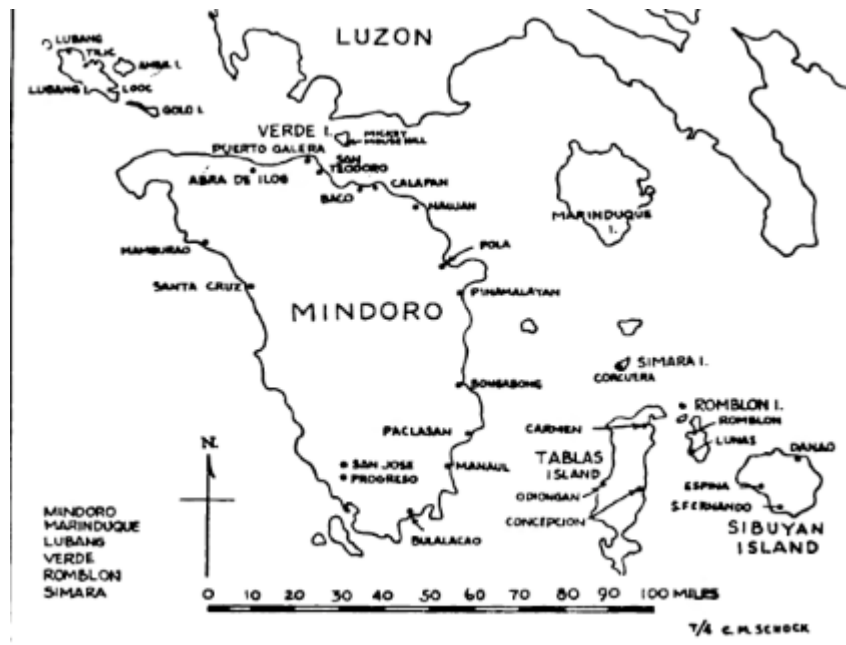 LUZON
LUBANG
TILIC
AMBIL I.
LUBANG I.
LOOC
GOLO I.
VERDE I.
MICKEY
MOUSE HILL
PUERTO GALERA
SAN
TEODORO
ABRA DE ILOG
CALAPAN
BACO
NAUJAN
MARINDUQUE
I.
MAMBURAO
POLA
SANTA CRUZ
PINAMALAYAN
MINDORO
SIMARA I.
CORCUERA
BONGABONG
ROMBLON I.
ROMBLON
CARMEN
PACLASAN
LUNAS
DANAO
TABLAS
ISLAND
SAN JOSE
MANAUL
PROGRESO
ESPINA
ODIONGAN
S. FERNANDO
CONCEPCION
SIBUYAN
ISLAND
BULALACAO
N.
MINDORO
MARINDUQUE
LUBANG
VERDE
ROMBLON
SIMARA
0 10 20 30 40 50 60 70 80 90 100 MILES
T/4 C.M. SCHOCK